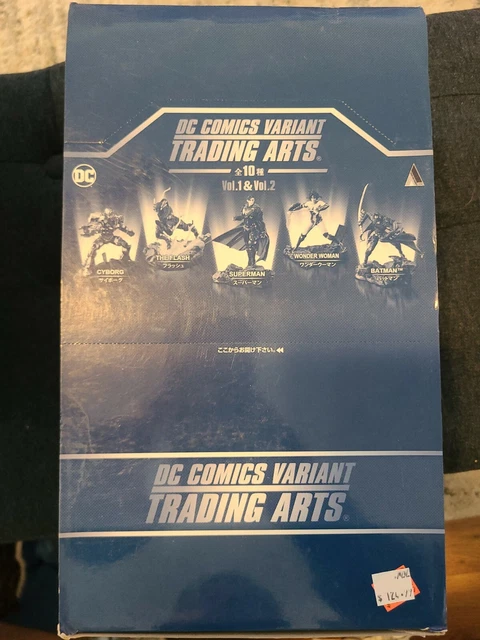 DC COMICS VARIANT
TRADING ARTS®
全10種
Vol.1 & Vol.2
DC
CYBORG
サイボーグ
THE FLASH
フラッシュ
SUPERMAN
スーパーマン
WONDER WOMAN
ワンダーウーマン
BATMAN™
バットマン
ここからお開け下さい。◀◀
DC COMICS VARIANT
TRADING ARTS®